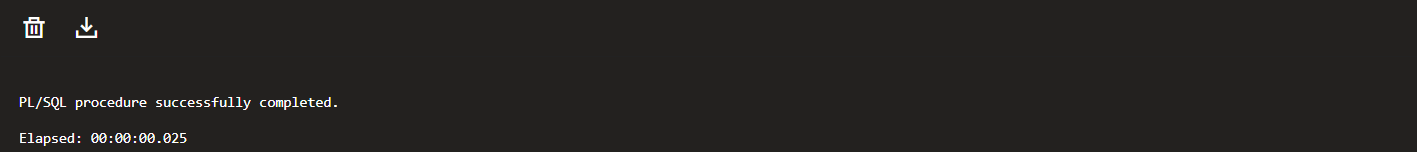 PL/SQL procedure successfully completed.
Elapsed: 00:00:00.025